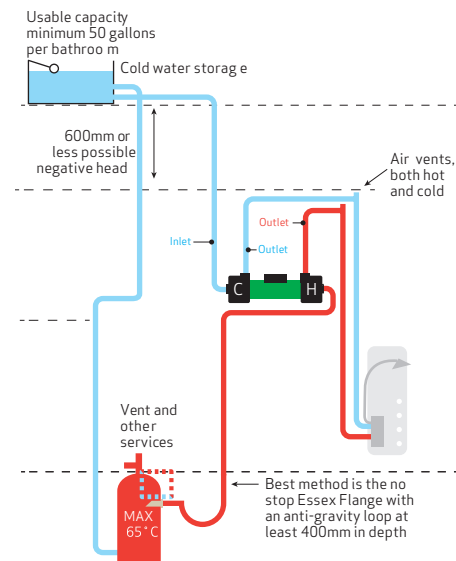 Usable capacity
minimum 50 gallons
per bathroo m
Cold water storag e
600mm or
less possible
negative head
Air vents,
both hot
and cold
Outlet
Inlet
Outlet
C
H
Vent and
other
services
MAX
65°C
Best method is the no
stop Essex Flange with
an anti-gravity loop at
least 400mm in depth